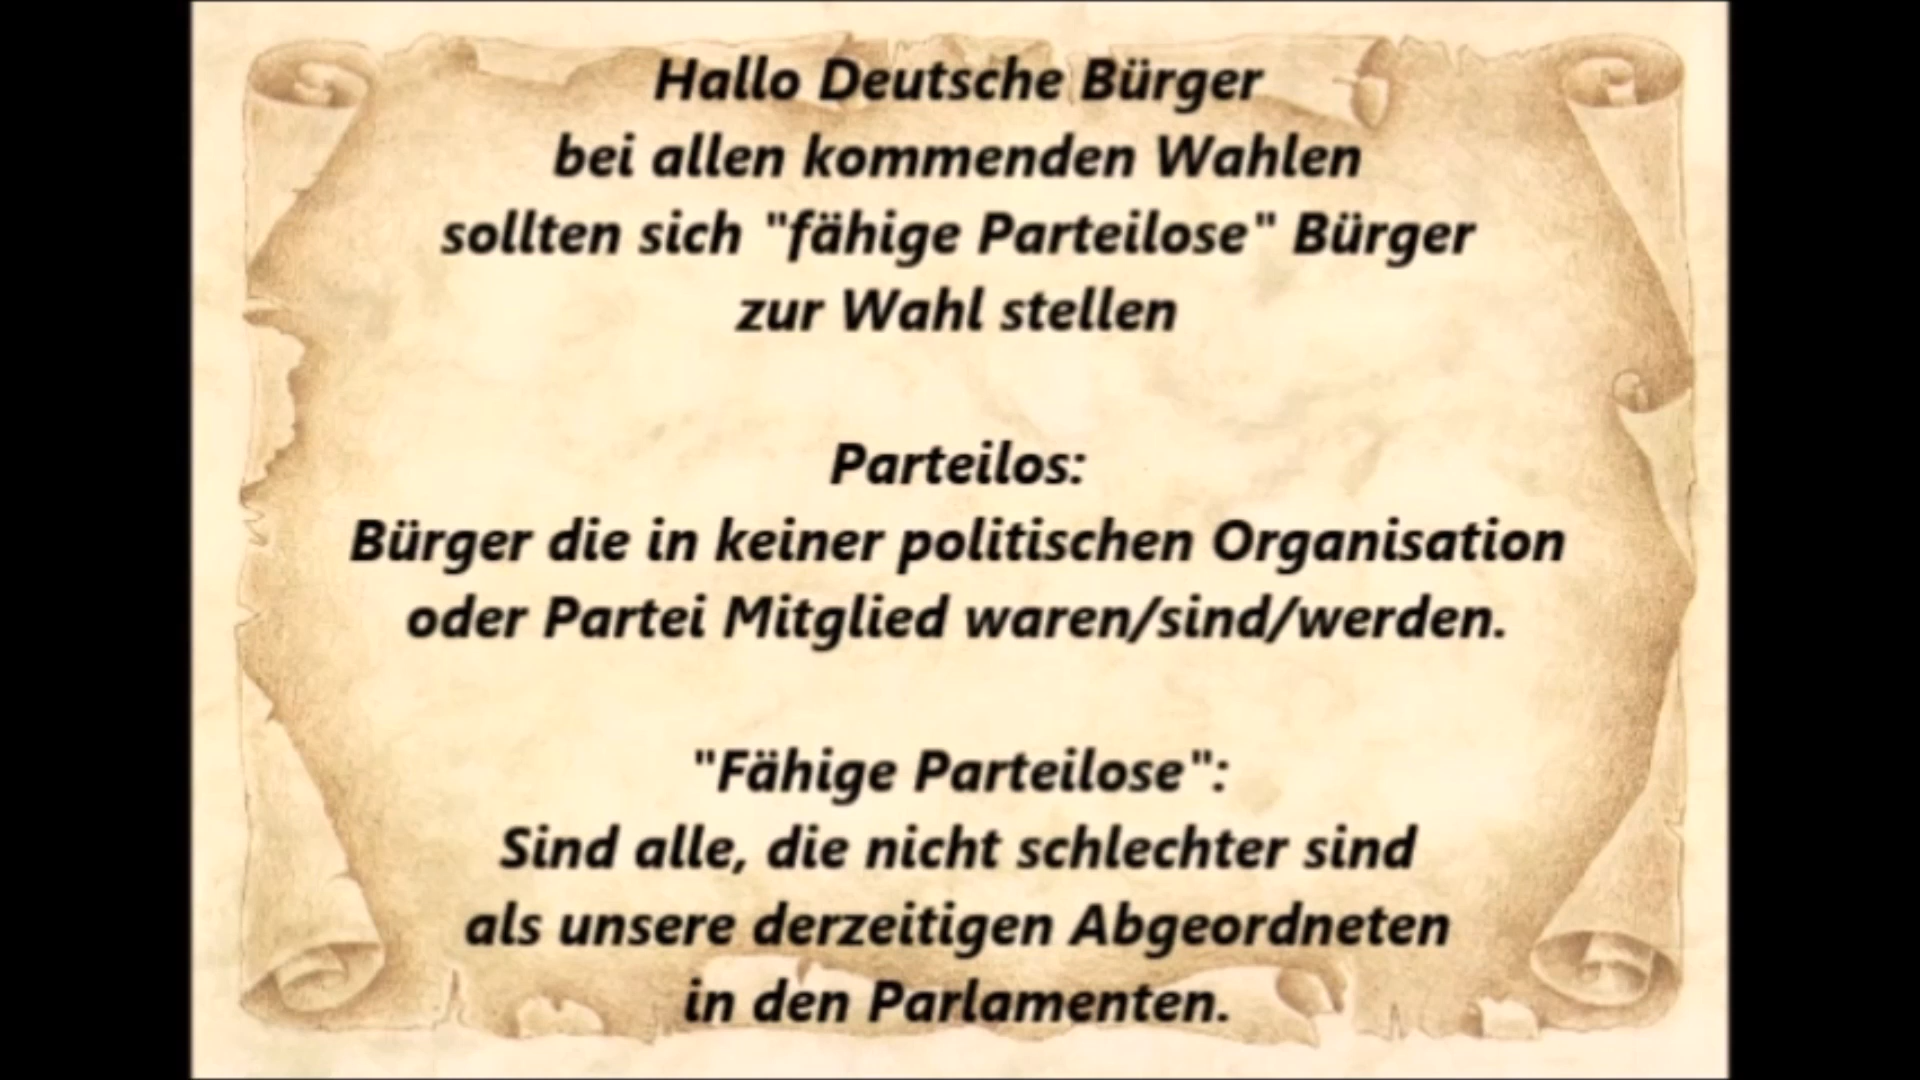 Hallo Deutsche Bürger
bei allen kommenden Wahlen
sollten sich "fähige Parteilose" Bürger
zur Wahl stellen
Parteilos:
Bürger die in keiner politischen Organisation
oder Partei Mitglied waren/sind/werden.
"Fähige Parteilose":
Sind alle, die nicht schlechter sind
als unsere derzeitigen Abgeordneten
in den Parlamenten.